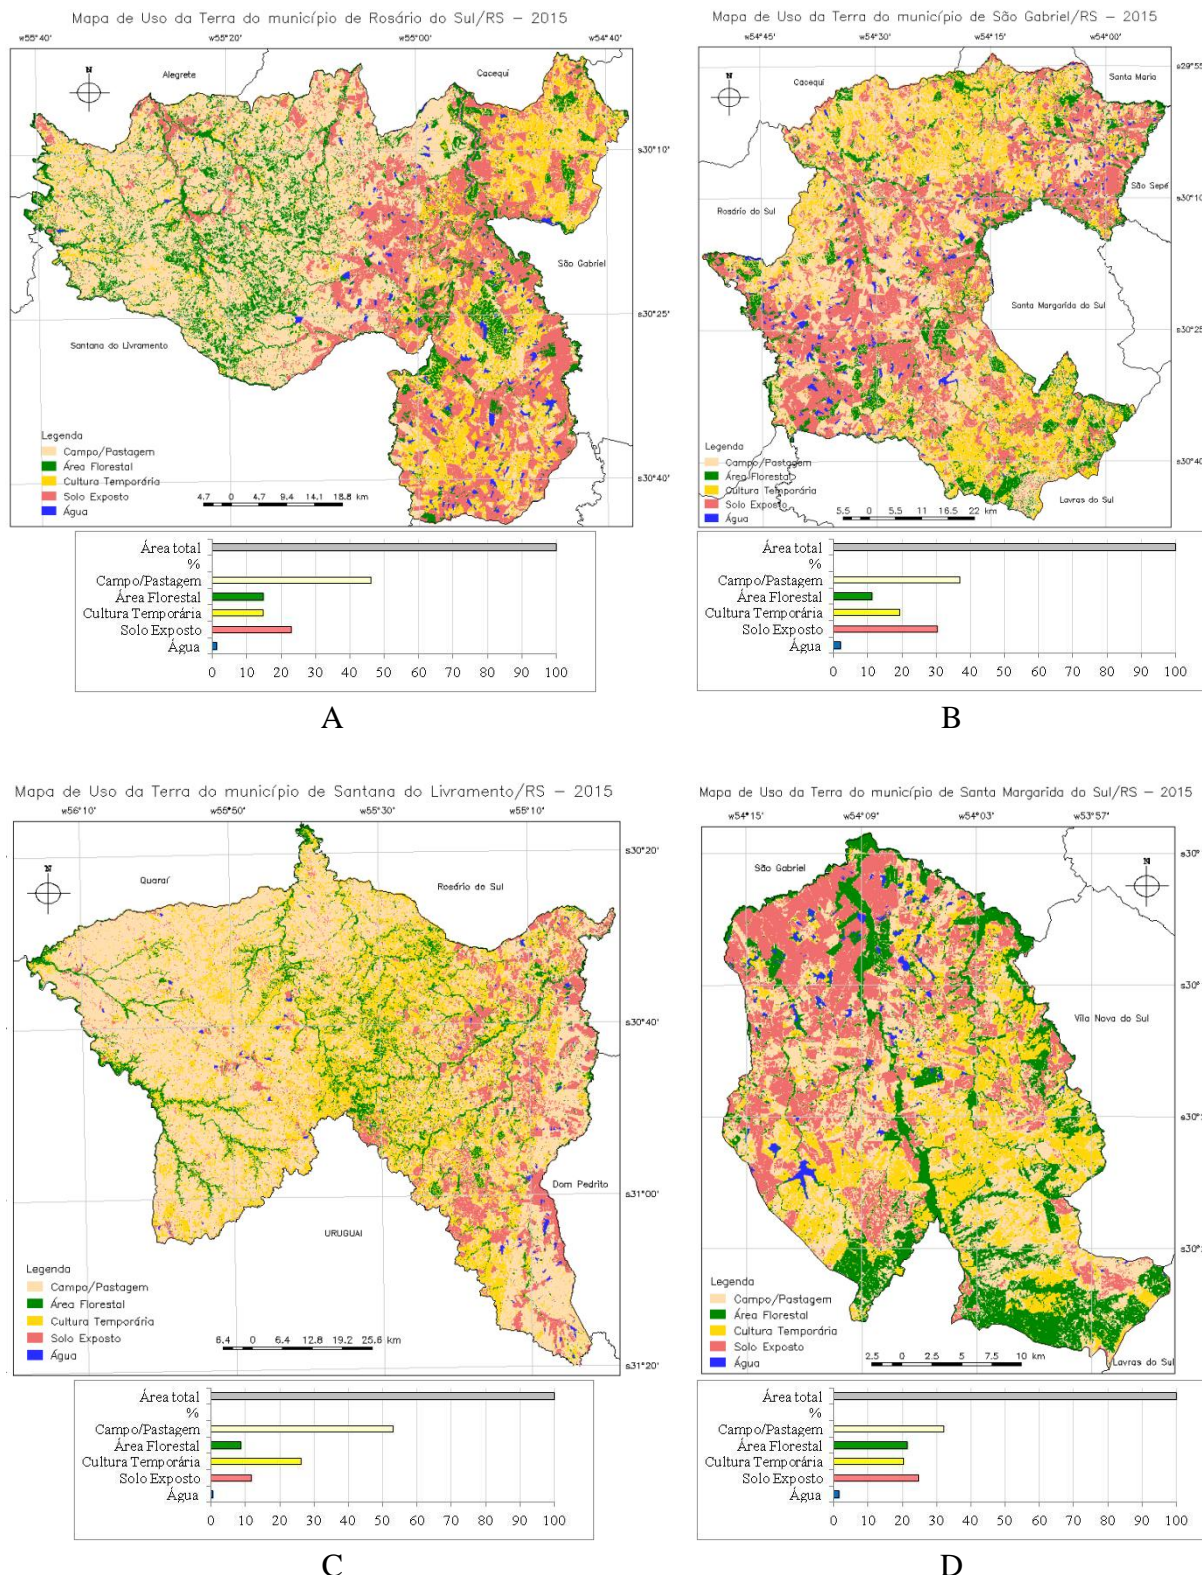 Mapa de Uso da Terra do município de Rosário do Sul/RS – 2015
w55°40' w55°20' w55°00' w54°40'
N
Alegrete
Cacequi
s30°10'
São Gabriel
s30°25'
Santana do Livramento
s30°40'
Legenda
Campo/Pastagem
Área Florestal
Cultura Temporária
Solo Exposto
Água
4.7 0 4.7 9.4 14.1 18.8 km
Área total
%
Campo/Pastagem
Área Florestal
Cultura Temporária
Solo Exposto
Água
0 10 20 30 40 50 60 70 80 90 100
A
Mapa de Uso da Terra do município de São Gabriel/RS – 2015
w54°45' w54°30' w54°15' w54°00'
s29°55'
N
Cacequi
Santa Maria
São Sepé
s30°10'
Rosário do Sul
Santa Margarida do Sul
s30°25'
s30°40'
Lavras do Sul
Legenda
Campo/Pastagem
Área Florestal
Cultura Temporária
Solo Exposto
Água
5.5 0 5.5 11 16.5 22 km
Área total
%
Campo/Pastagem
Área Florestal
Cultura Temporária
Solo Exposto
Água
0 10 20 30 40 50 60 70 80 90 100
B
Mapa de Uso da Terra do município de Santana do Livramento/RS – 2015
w56°10' w55°50' w55°30' w55°10'
s30°20'
N
Quaraí
Rosário do Sul
s30°40'
Dom Pedrito
s31°00'
URUGUAI
s31°20'
Legenda
Campo/Pastagem
Área Florestal
Cultura Temporária
Solo Exposto
Água
6.4 0 6.4 12.8 19.2 25.6 km
Área total
%
Campo/Pastagem
Área Florestal
Cultura Temporária
Solo Exposto
Água
0 10 20 30 40 50 60 70 80 90 100
C
Mapa de Uso da Terra do município de Santa Margarida do Sul/RS – 2015
w54°15' w54°09' w54°03' w53°57'
s30°
São Gabriel
N
s30°
Vila Nova do Sul
Legenda
Campo/Pastagem
Área Florestal
Cultura Temporária
Solo Exposto
Água
2.5 0 2.5 5 7.5 10 km
Lavras do Sul
Área total
%
Campo/Pastagem
Área Florestal
Cultura Temporária
Solo Exposto
Água
0 10 20 30 40 50 60 70 80 90 100
D